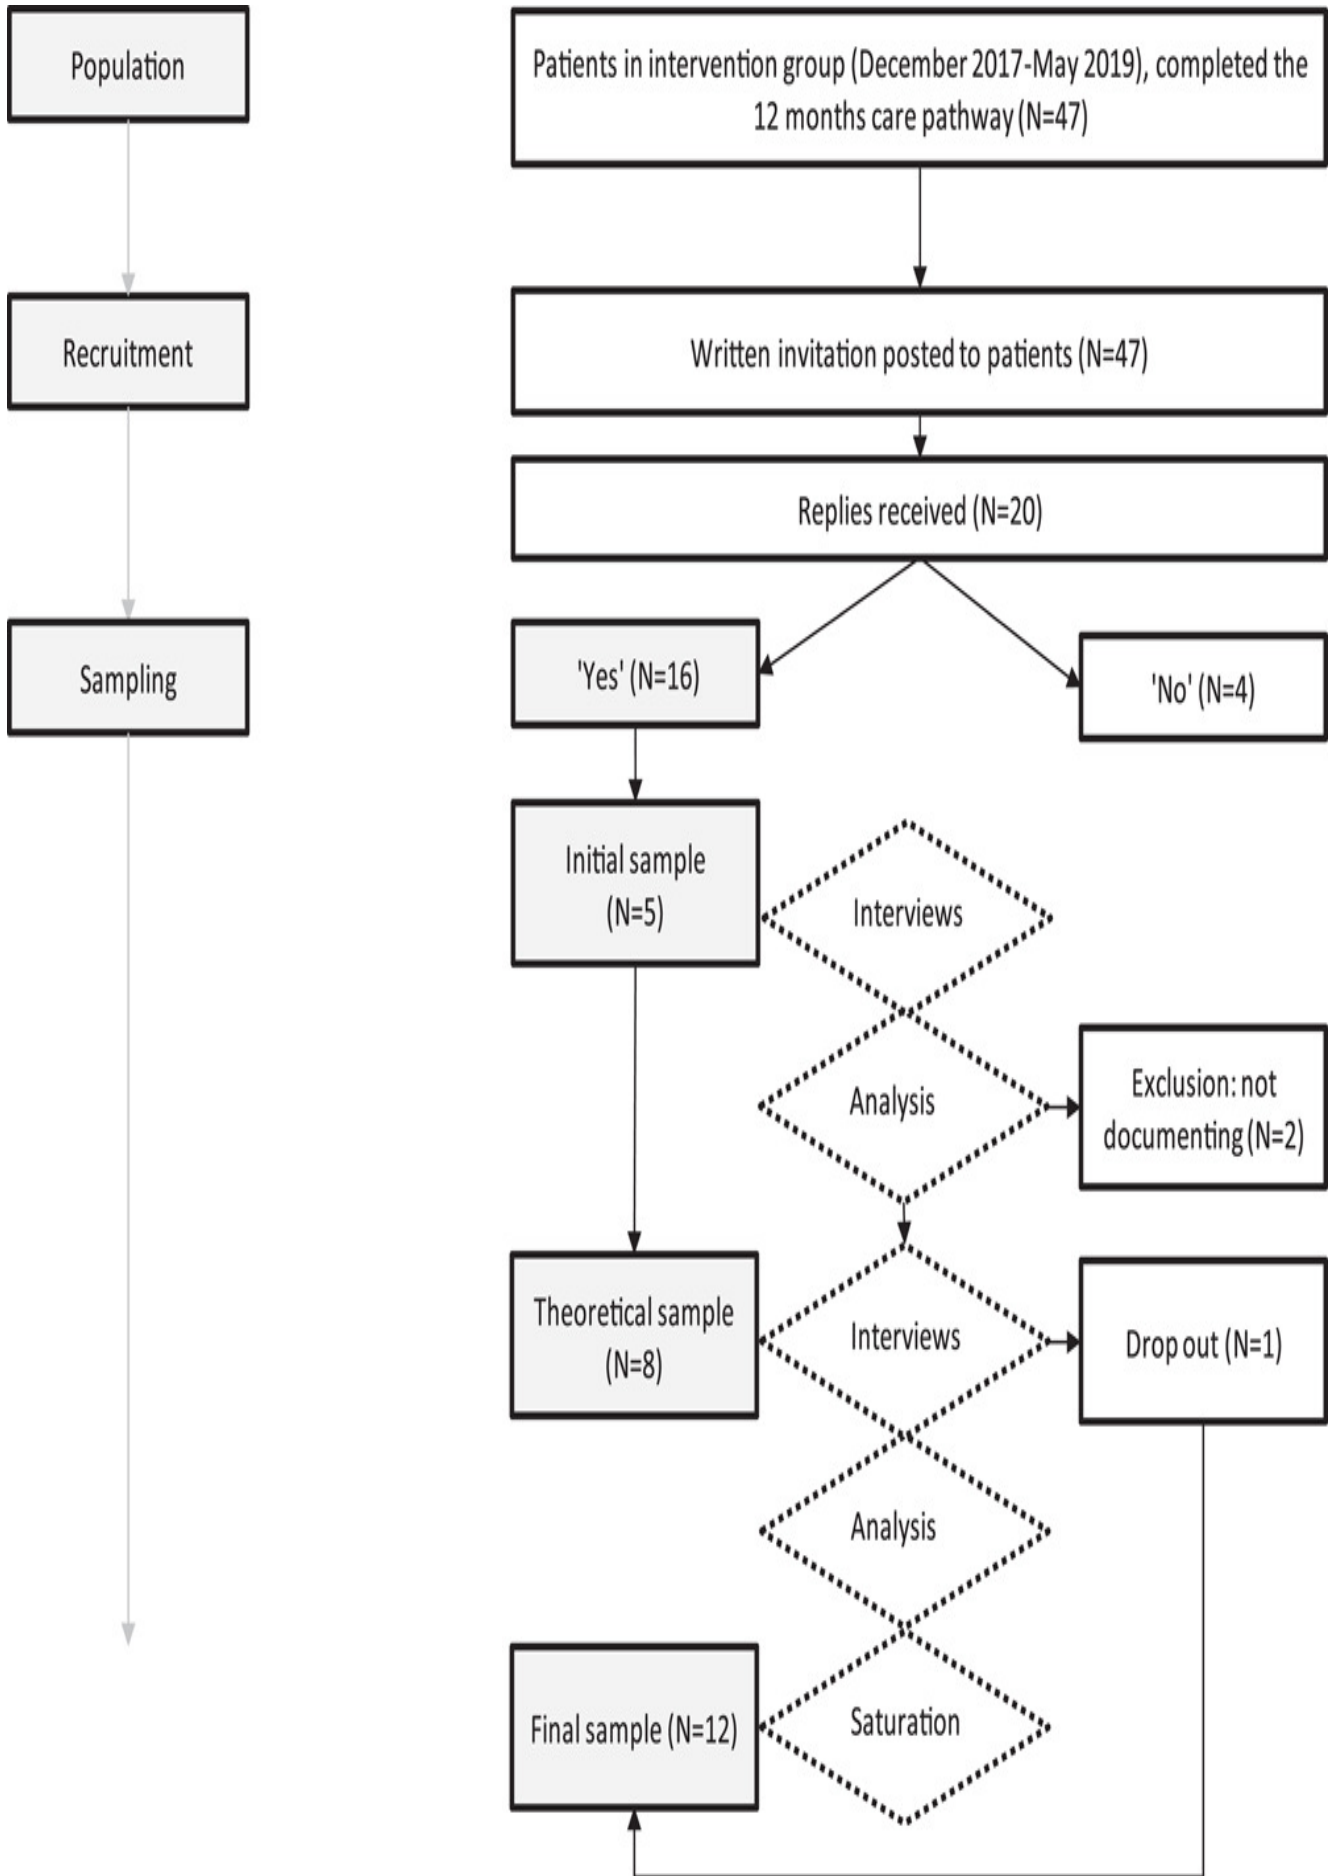 Population
Patients in intervention group (December 2017-May 2019), completed the
12 months care pathway (N=47)
Recruitment
Written invitation posted to patients (N=47)
Replies received (N=20)
Sampling
'Yes' (N=16)
'No' (N=4)
Initial sample
(N=5)
Interviews
Analysis
Exclusion: not
documenting (N=2)
Theoretical sample
(N=8)
Interviews
Drop out (N=1)
Analysis
Final sample (N=12)
Saturation